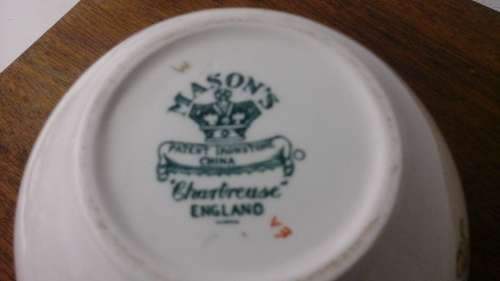 MASON'S
PATENT IRONSTONE
CHINA
"Chartreuse"
ENGLAND